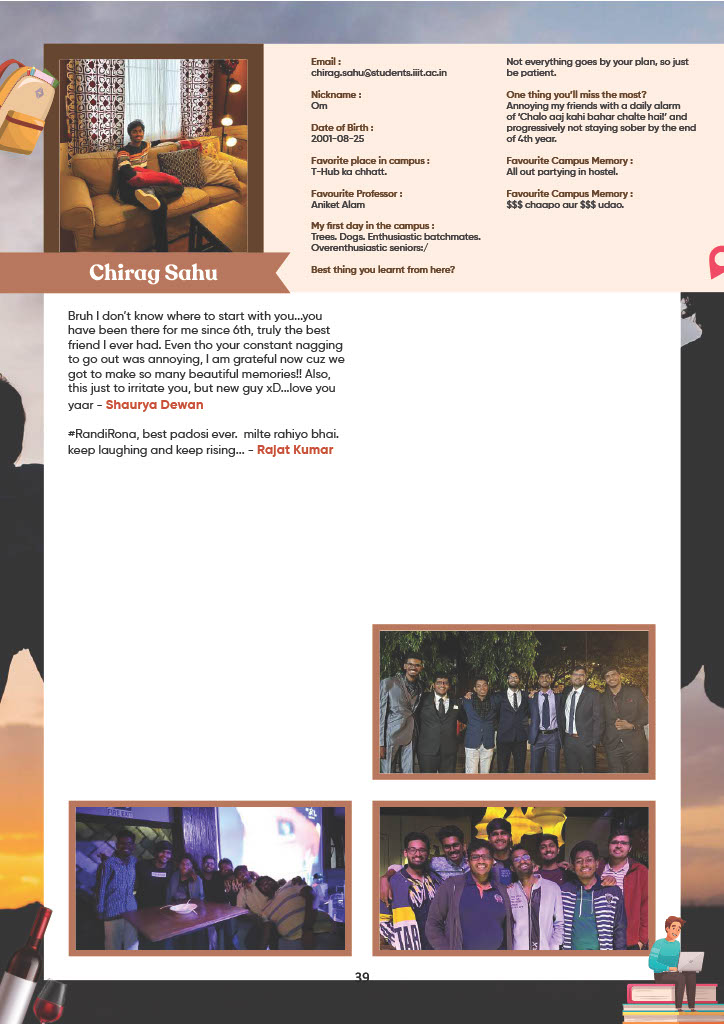 Chirag Sahu
Email :
chirag.sahu@students.iiit.ac.in
Nickname :
Om
Date of Birth :
2001-08-25
Favorite place in campus :
T-Hub ka chhatt.
Favourite Professor :
Aniket Alam
My first day in the campus :
Trees. Dogs. Enthusiastic batchmates.
Overenthusiastic seniors:/
Best thing you learnt from here?
Not everything goes by your plan, so just
be patient.
One thing you'll miss the most?
Annoying my friends with a daily alarm
of 'Chalo aaj kahi bahar chalte hail' and
progressively not staying sober by the end
of 4th year.
Favourite Campus Memory :
All out partying in hostel.
Favourite Campus Memory :
$$$ chaapo aur $$$ udao.
Bruh I don't know where to start with you...you
have been there for me since 6th, truly the best
friend I ever had. Even tho your constant nagging
to go out was annoying, I am grateful now cuz we
got to make so many beautiful memories!! Also,
this just to irritate you, but new guy xD...love you
yaar - Shaurya Dewan
#RandiRona, best padosi ever. milte rahiyo bhai.
keep laughing and keep rising... - Rajat Kumar
39